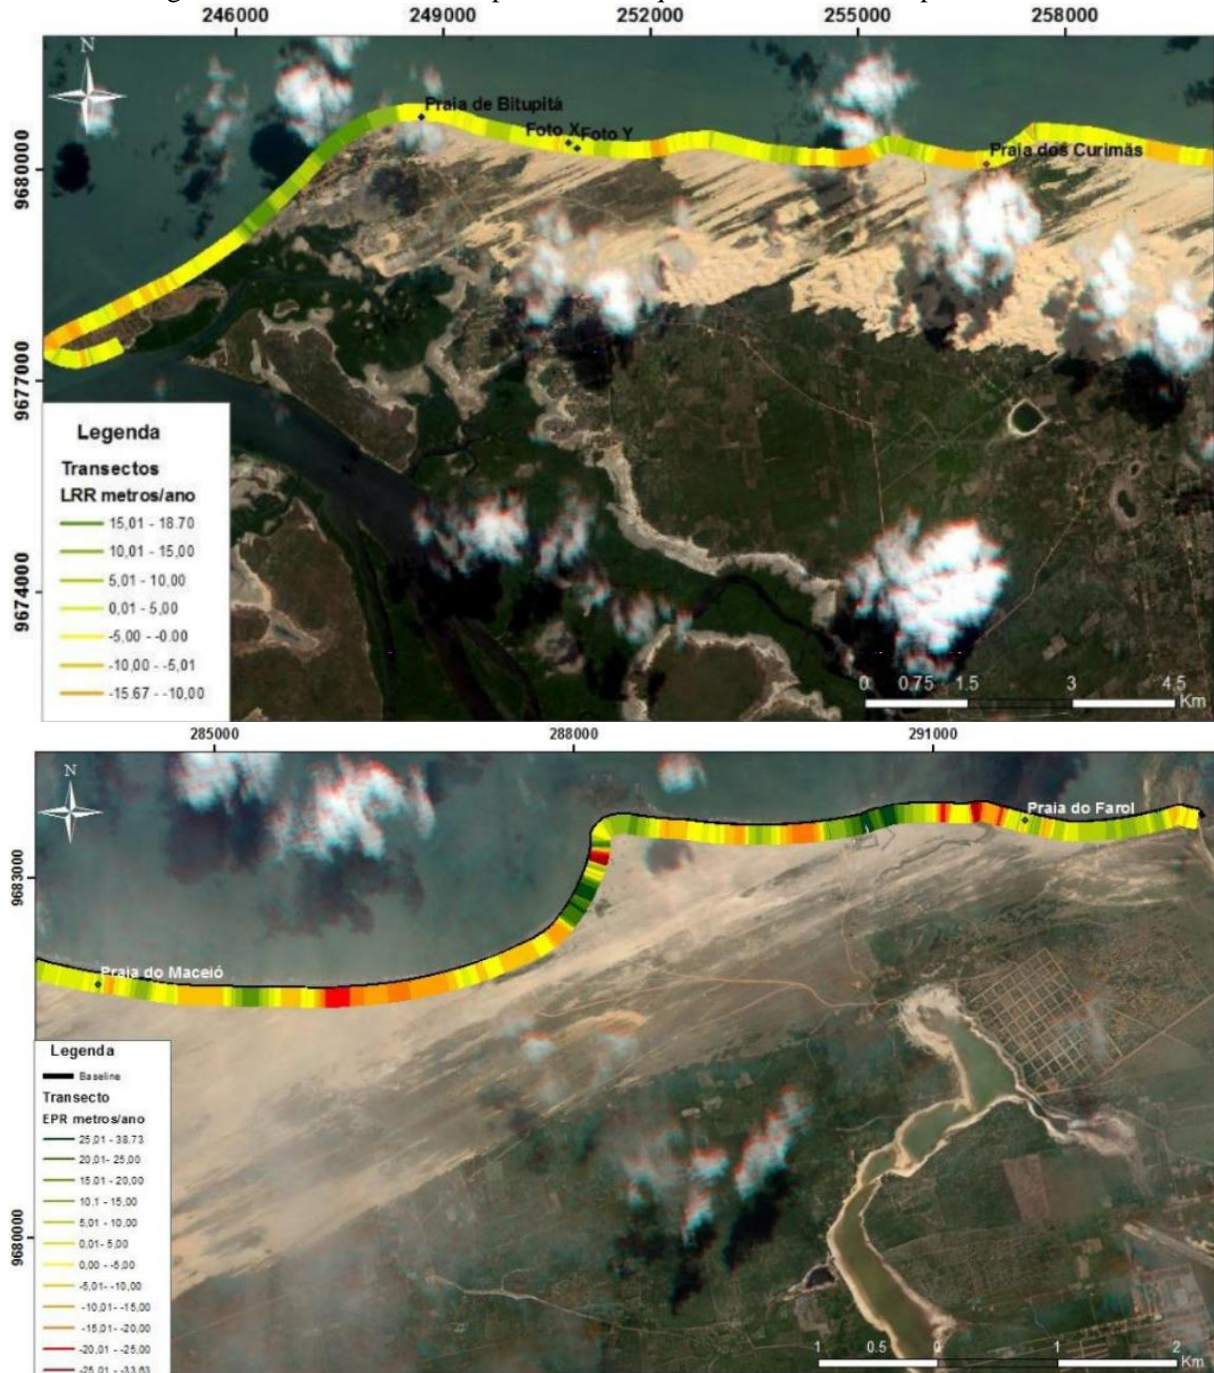 246000 249000 252000 255000 258000
N
Praia de Bitupitá
Foto X Foto Y
Praia dos Curimãs
9680000
9677000
9674000
Legenda
Transectos
LRR metros/ano
15,01 - 18.70
10,01 - 15,00
5,01 - 10,00
0,01 - 5,00
-5,00 - -0.00
-10,00 - -5,01
-15.67 - -10,00
0 0.75 1.5 3 4.5
Km
285000 288000 291000
N
Praia do Farol
9683000
Praia do Maceió
9680000
Legenda
Baseline
Transecto
EPR metros/ano
25,01 - 38.73
20,01 - 25,00
15,01 - 20,00
10.1 - 15,00
5,01 - 10,00
0,01- 5,00
0,00 - -5,00
-5,01- -10,00
-10,01- -15,00
-15,01- -20,00
-20,01 - -25,00
-25,01 - -33,63
1 0.5 0 1 2
Km